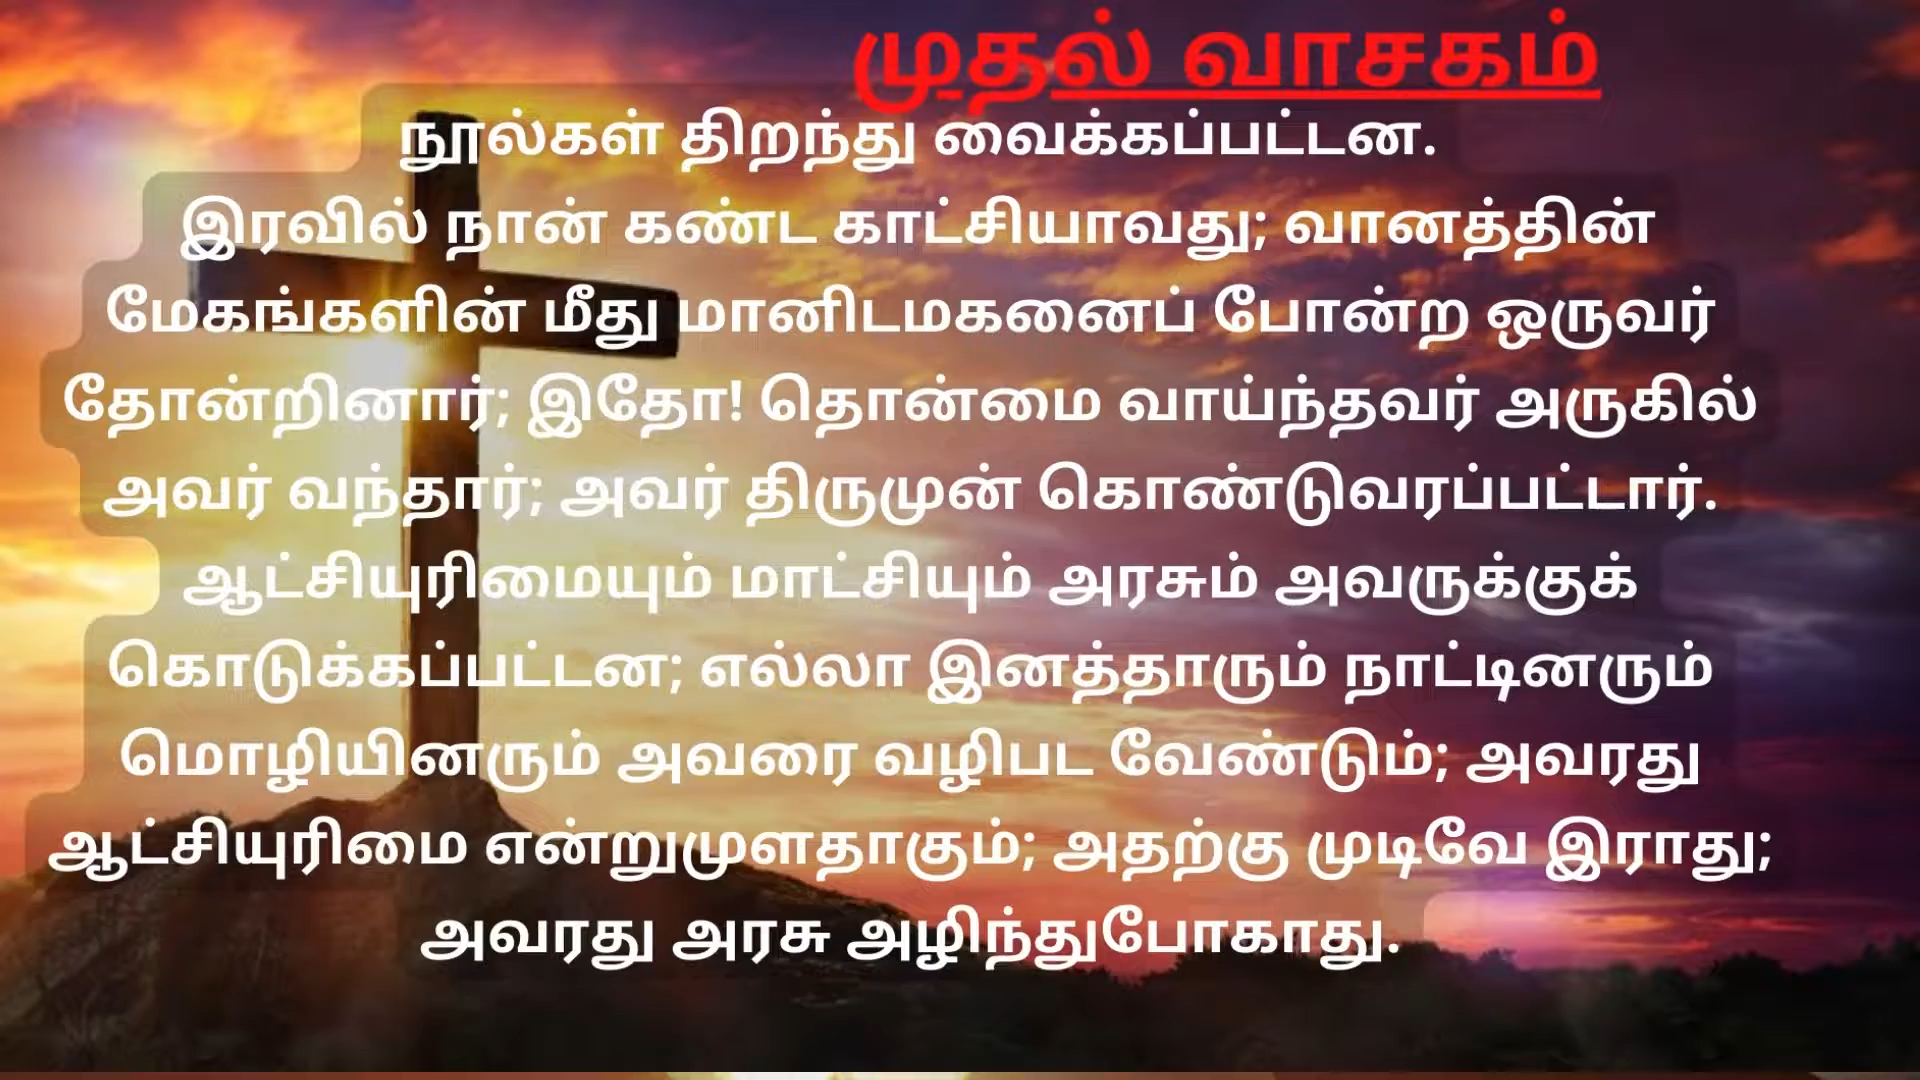 முதல் வாசகம்
நூல்கள் திறந்து வைக்கப்பட்டன.
இரவில் நான் கண்ட காட்சியாவது; வானத்தின்
மேகங்களின் மீது மானிடமகனைப் போன்ற ஒருவர்
தோன்றினார்; இதோ! தொன்மை வாய்ந்தவர் அருகில்
அவர் வந்தார்; அவர் திருமுன் கொண்டுவரப்பட்டார்.
ஆட்சியுரிமையும் மாட்சியும் அரசும் அவருக்குக்
கொடுக்கப்பட்டன; எல்லா இனத்தாரும் நாட்டினரும்
மொழியினரும் அவரை வழிபட வேண்டும்; அவரது
ஆட்சியுரிமை என்றுமுளதாகும்; அதற்கு முடிவே இராது;
அவரது அரசு அழிந்துபோகாது.